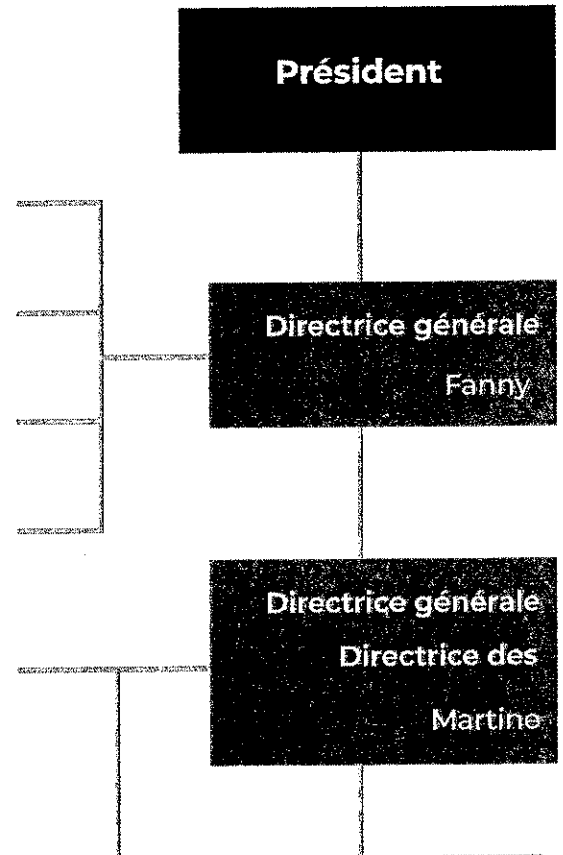 Président
Directrice générale
Fanny
Directrice générale
Directrice des
Martine